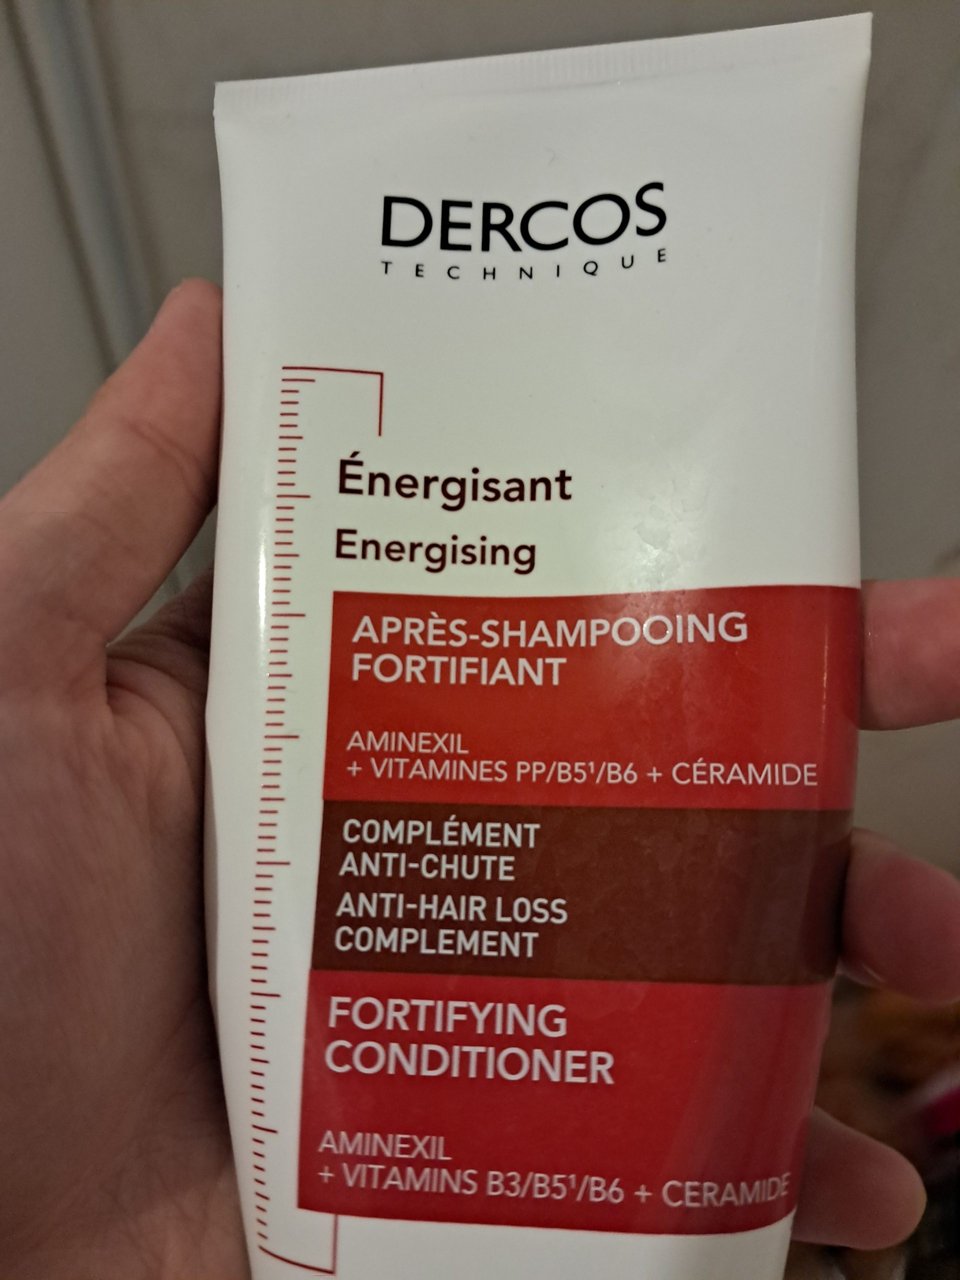 DERCOS
TECHNIQUE
Énergisant
Energising
APRÈS-SHAMPOOING
FORTIFIANT
AMINEXIL
+ VITAMINES PP/B5¹/B6 + CÉRAMIDE
COMPLÉMENT
ANTI-CHUTE
ANTI-HAIR LOSS
COMPLEMENT
FORTIFYING
CONDITIONER
AMINEXIL
+ VITAMINS B3/B5¹/B6 + CERAMIDE